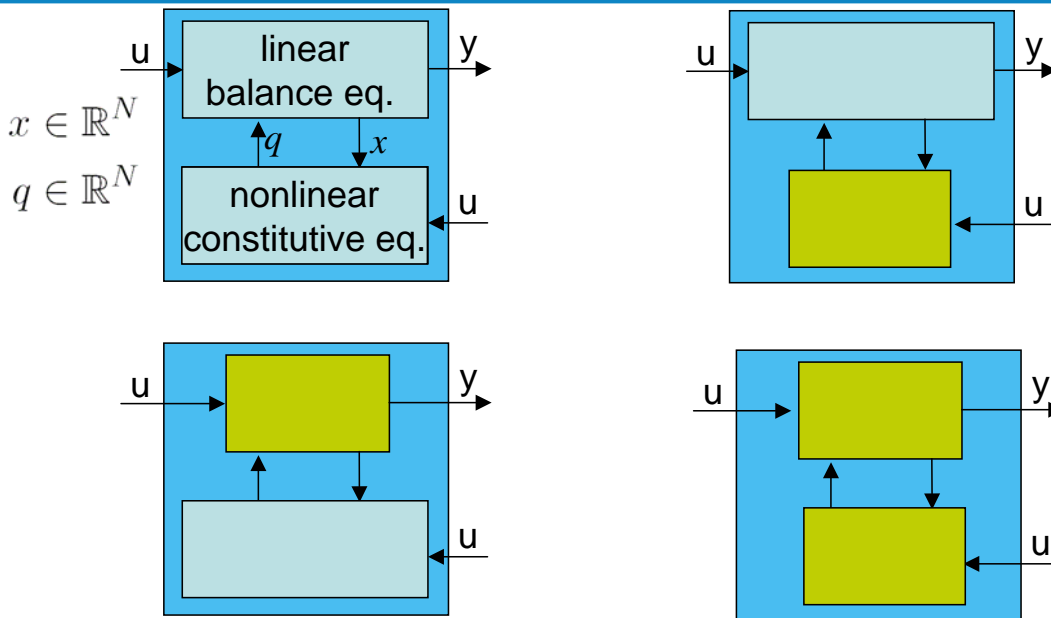 u
linear
balance eq.
y
x ∈ ℝ^N
q
x
q ∈ ℝ^N
nonlinear
constitutive eq.
u
u
y
u
u
y
u
u
y
u